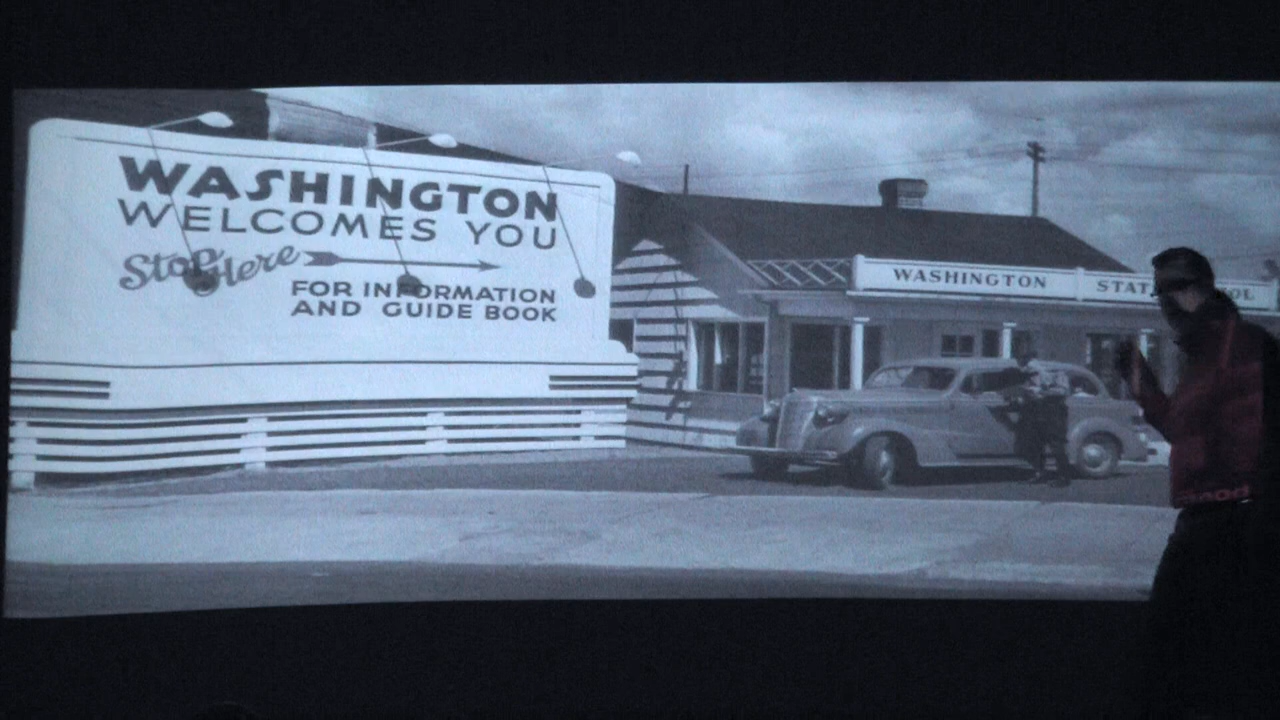 WASHINGTON
WELCOMES YOU
Stop Here
FOR INFORMATION
AND GUIDE BOOK
WASHINGTON